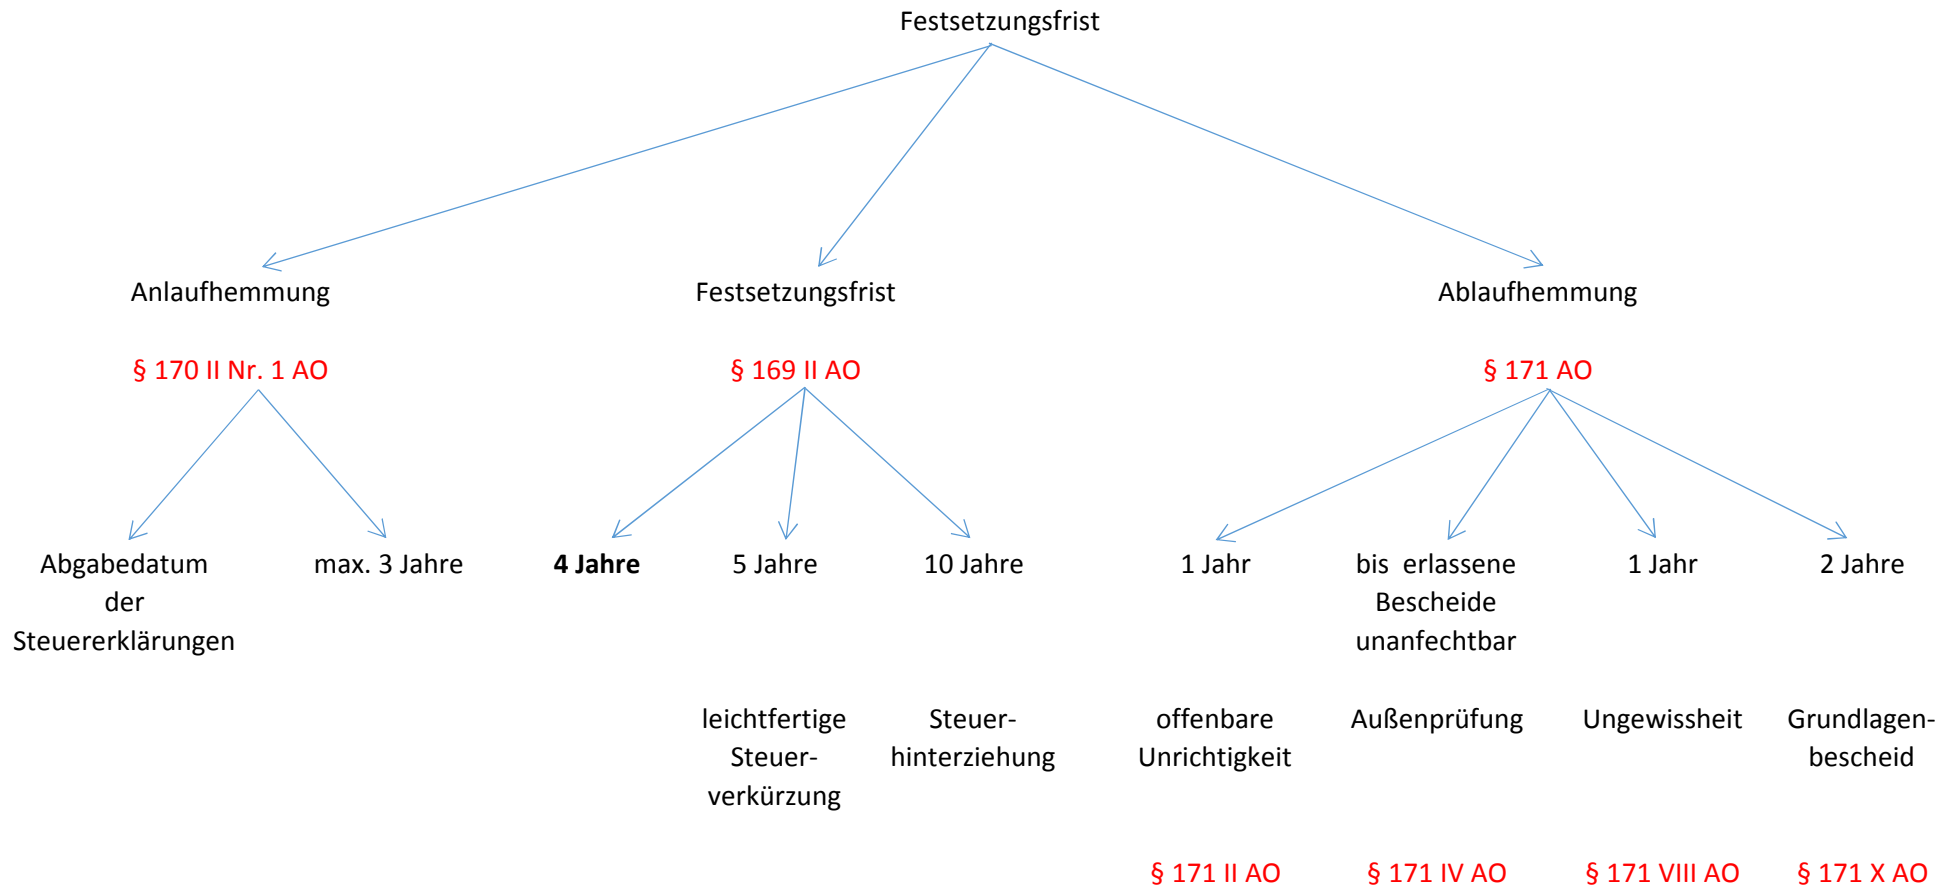 Festsetzungsfrist
Anlaufhemmung
Festsetzungsfrist
Ablaufhemmung
§ 170 II Nr. 1 AO
§ 169 II AO
§ 171 AO
Abgabedatum
der
Steuererklärungen
max. 3 Jahre
4 Jahre
5 Jahre
10 Jahre
1 Jahr
bis erlassene
Bescheide
unanfechtbar
1 Jahr
2 Jahre
leichtfertige
Steuer-
verkürzung
Steuer-
hinterziehung
offenbare
Unrichtigkeit
Außenprüfung
Ungewissheit
Grundlagen-
bescheid
§ 171 II AO
§ 171 IV AO
§ 171 VIII AO
§ 171 X AO